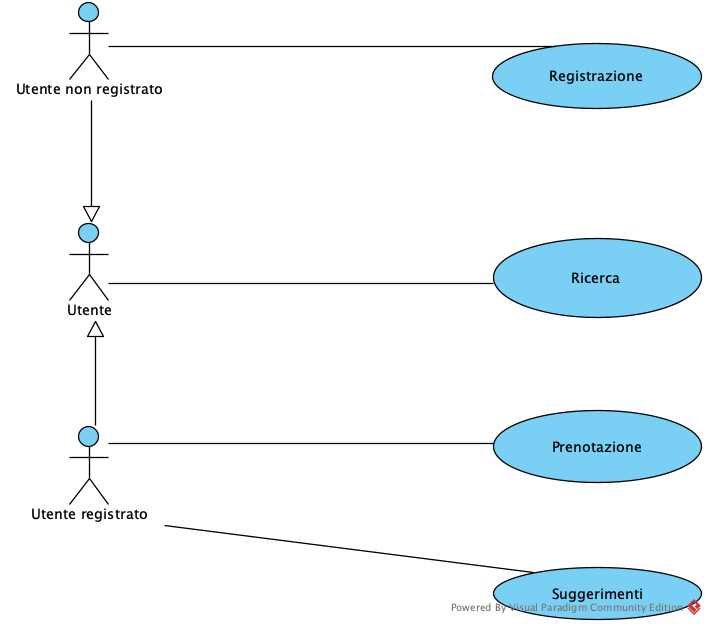 Utente non registrato
Registrazione
Utente
Ricerca
Utente registrato
Prenotazione
Suggerimenti
Powered By Visual Paradigm Community Edition